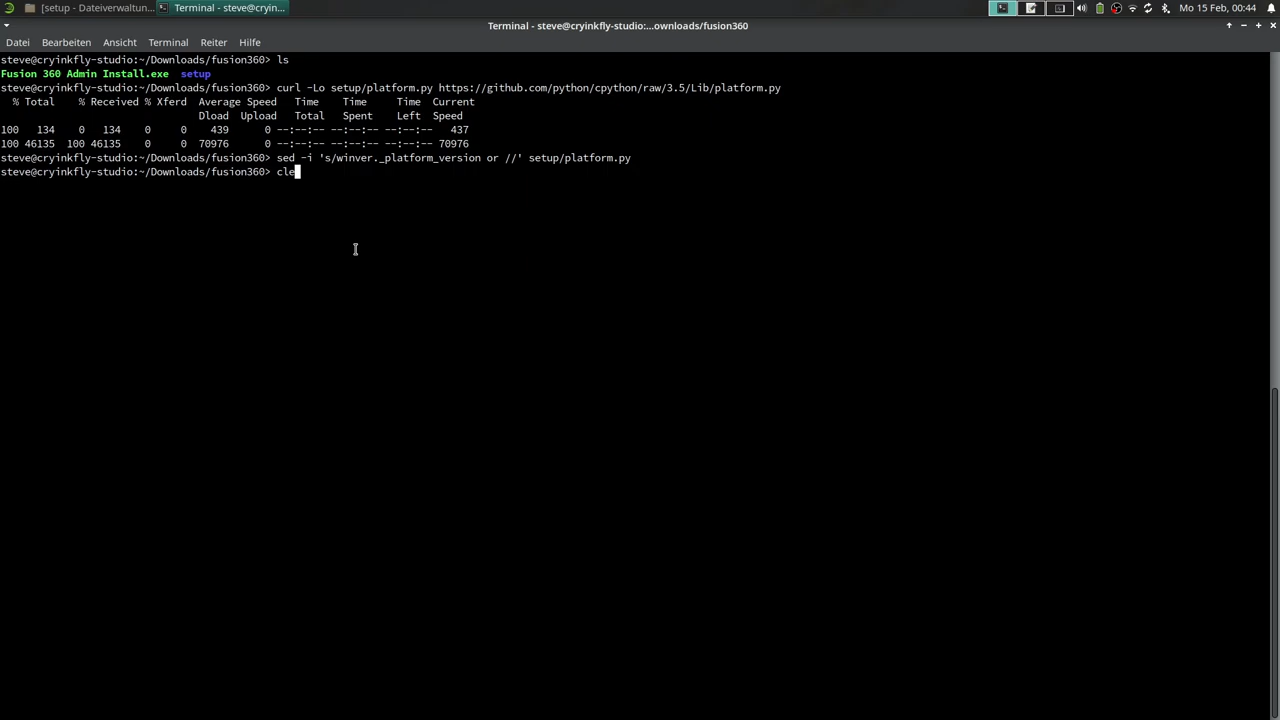 [setup - Dateiverwaltun... Terminal - steve@cryin... Mo 15 Feb, 00:44
Terminal - steve@cryinkfly-studio:...ownloads/fusion360
Datei Bearbeiten Ansicht Terminal Reiter Hilfe
steve@cryinkfly-studio:~/Downloads/fusion360> ls
Fusion 360 Admin Install.exe setup
steve@cryinkfly-studio:~/Downloads/fusion360> curl -Lo setup/platform.py https://github.com/python/cpython/raw/3.5/Lib/platform.py
% Total % Received % Xferd Average Speed Time Time Time Current
Dload Upload Total Spent Left Speed
100 134 0 134 0 0 439 0 --:--:-- --:--:-- --:--:-- 437
100 46135 100 46135 0 0 70976 0 --:--:-- --:--:-- --:--:-- 70976
steve@cryinkfly-studio:~/Downloads/fusion360> sed -i 's/winver._platform_version or //' setup/platform.py
steve@cryinkfly-studio:~/Downloads/fusion360> cle